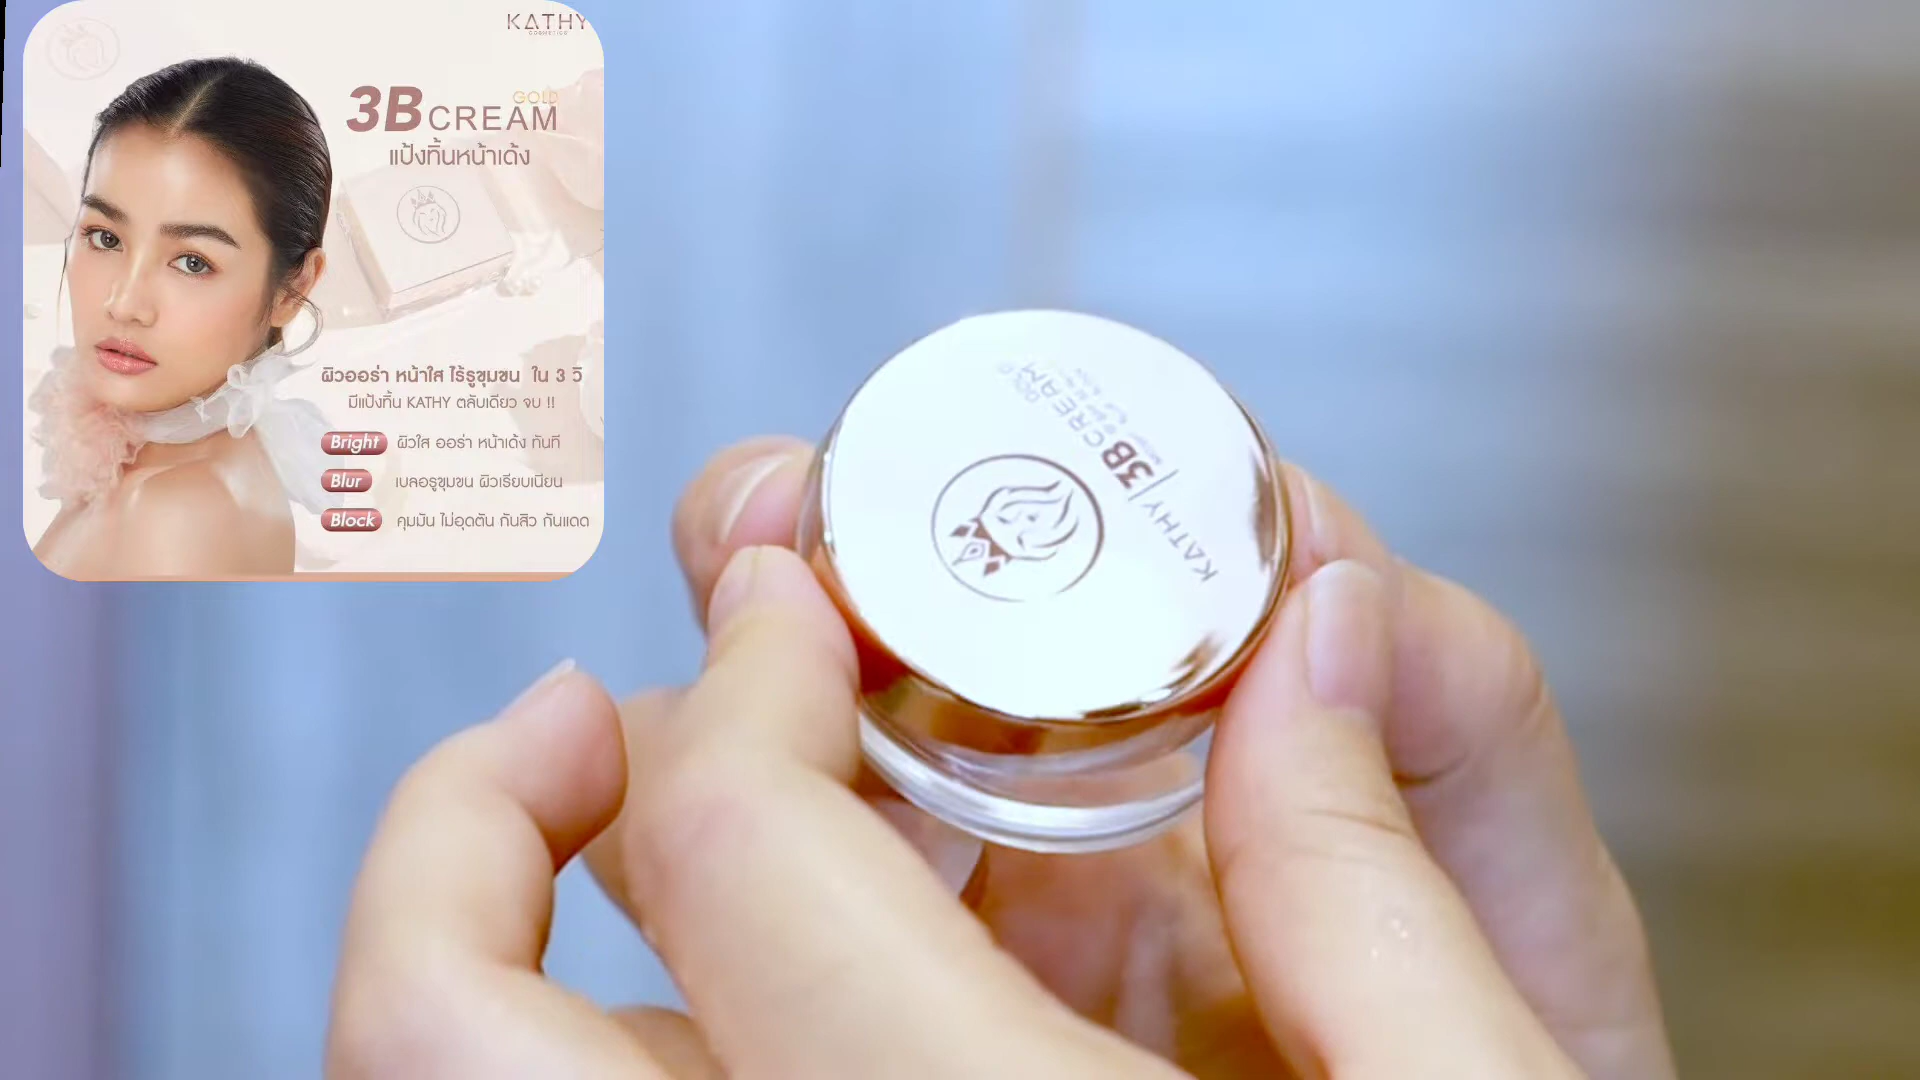 KATHY
COSMETICS
3B CREAM
GOLD
แป้งทิ้นหน้าเด้ง
ผิวออร่า หน้าใส ไร้รูขุมขน ใน 3 วิ
มีแป้งทิ้น KATHY ตลับเดียว จบ !!
Bright ผิวใส ออร่า หน้าเด้ง ทันที
Blur เบลอรูขุมขน ผิวเรียบเนียน
Block คุมมัน ไม่อุดตัน กันสิว กันแดด
KATHY 3B CREAM
GOLD